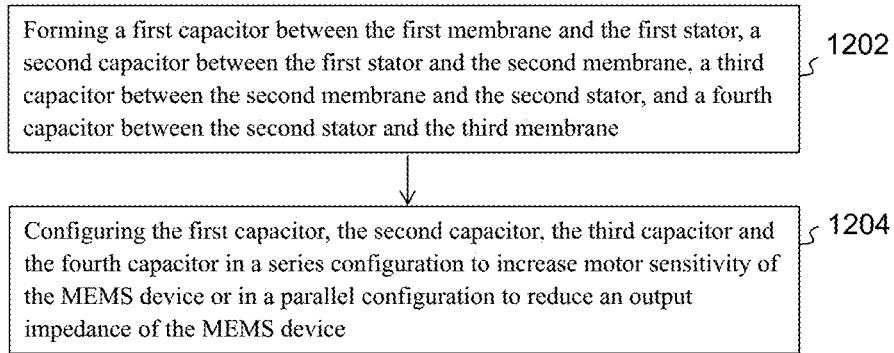 Forming a first capacitor between the first membrane and the first stator, a
second capacitor between the first stator and the second membrane, a third
capacitor between the second membrane and the second stator, and a fourth
capacitor between the second stator and the third membrane
1202
Configuring the first capacitor, the second capacitor, the third capacitor and
the fourth capacitor in a series configuration to increase motor sensitivity of
the MEMS device or in a parallel configuration to reduce an output
impedance of the MEMS device
1204